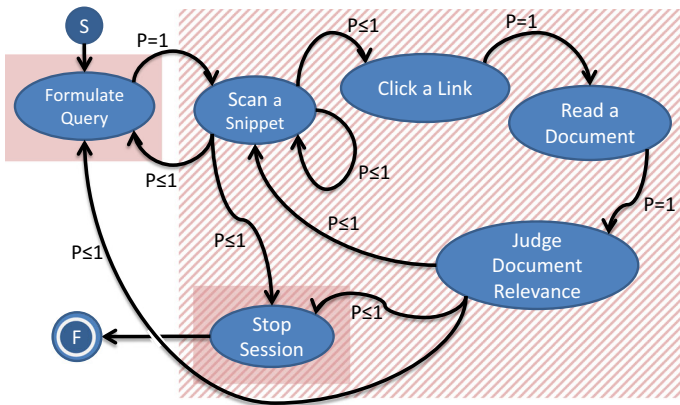 S
P=1
P≤1
P=1
Formulate
Query
Scan a
Snippet
Click a Link
Read a
Document
P≤1
P≤1
P≤1
P≤1
P=1
P≤1
Judge
Document
Relevance
P≤1
Stop
Session
F